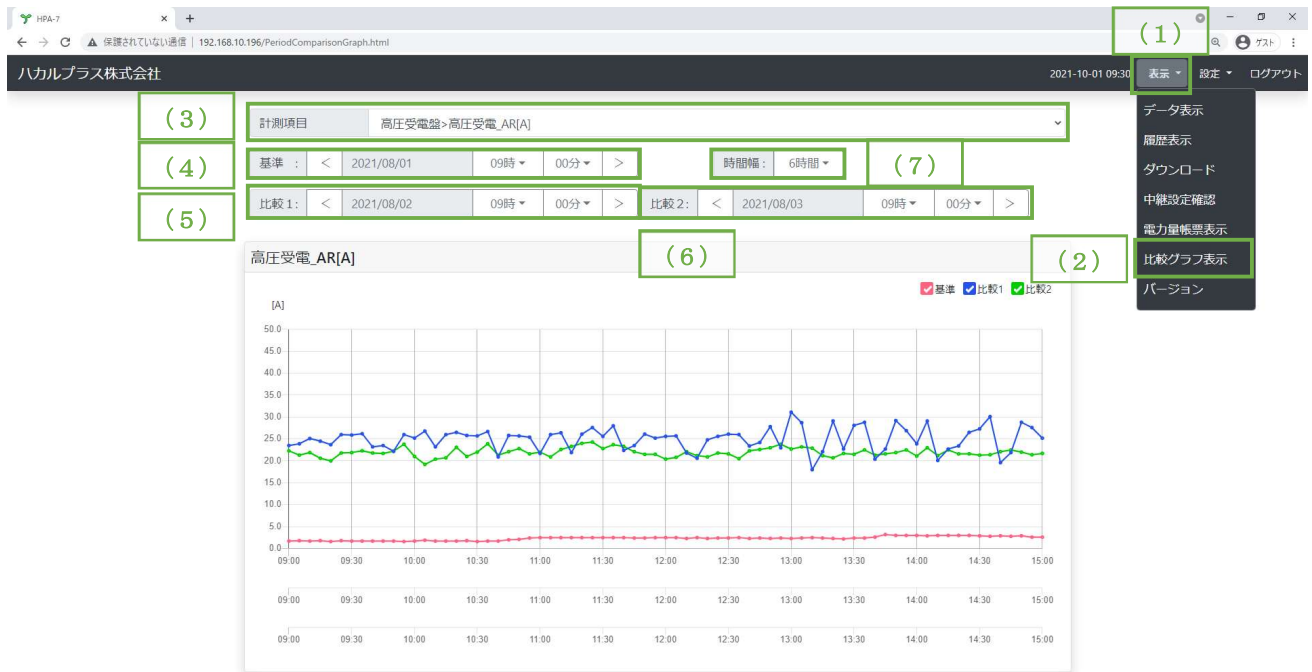 HPA-7
保護されていない通信 | 192.168.10.196/PeriodComparisonGraph.html
ゲスト
(1)
ハカルプラス株式会社
2021-10-01 09:30 表示 設定 ログアウト
データ表示
履歴表示
ダウンロード
中継設定確認
電力量帳票表示
比較グラフ表示
バージョン
(2)
(3)
計測項目 高圧受電盤>高圧受電_AR[A]
(4)
基準 : < 2021/08/01 09時 00分 >
時間幅: 6時間
(7)
(5)
比較1: < 2021/08/02 09時 00分 >
比較2: < 2021/08/03 09時 00分 >
(6)
高圧受電_AR[A]
基準 比較1 比較2
[A]
50.0
45.0
40.0
35.0
30.0
25.0
20.0
15.0
10.0
5.0
0.0
09:00 09:30 10:00 10:30 11:00 11:30 12:00 12:30 13:00 13:30 14:00 14:30 15:00
09:00 09:30 10:00 10:30 11:00 11:30 12:00 12:30 13:00 13:30 14:00 14:30 15:00
09:00 09:30 10:00 10:30 11:00 11:30 12:00 12:30 13:00 13:30 14:00 14:30 15:00